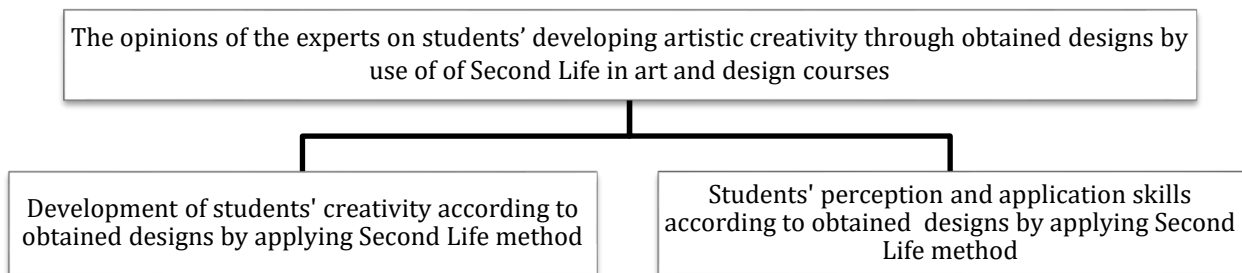 The opinions of the experts on students’ developing artistic creativity through obtained designs by
use of of Second Life in art and design courses
Development of students' creativity according to
obtained designs by applying Second Life method
Students' perception and application skills
according to obtained designs by applying Second
Life method